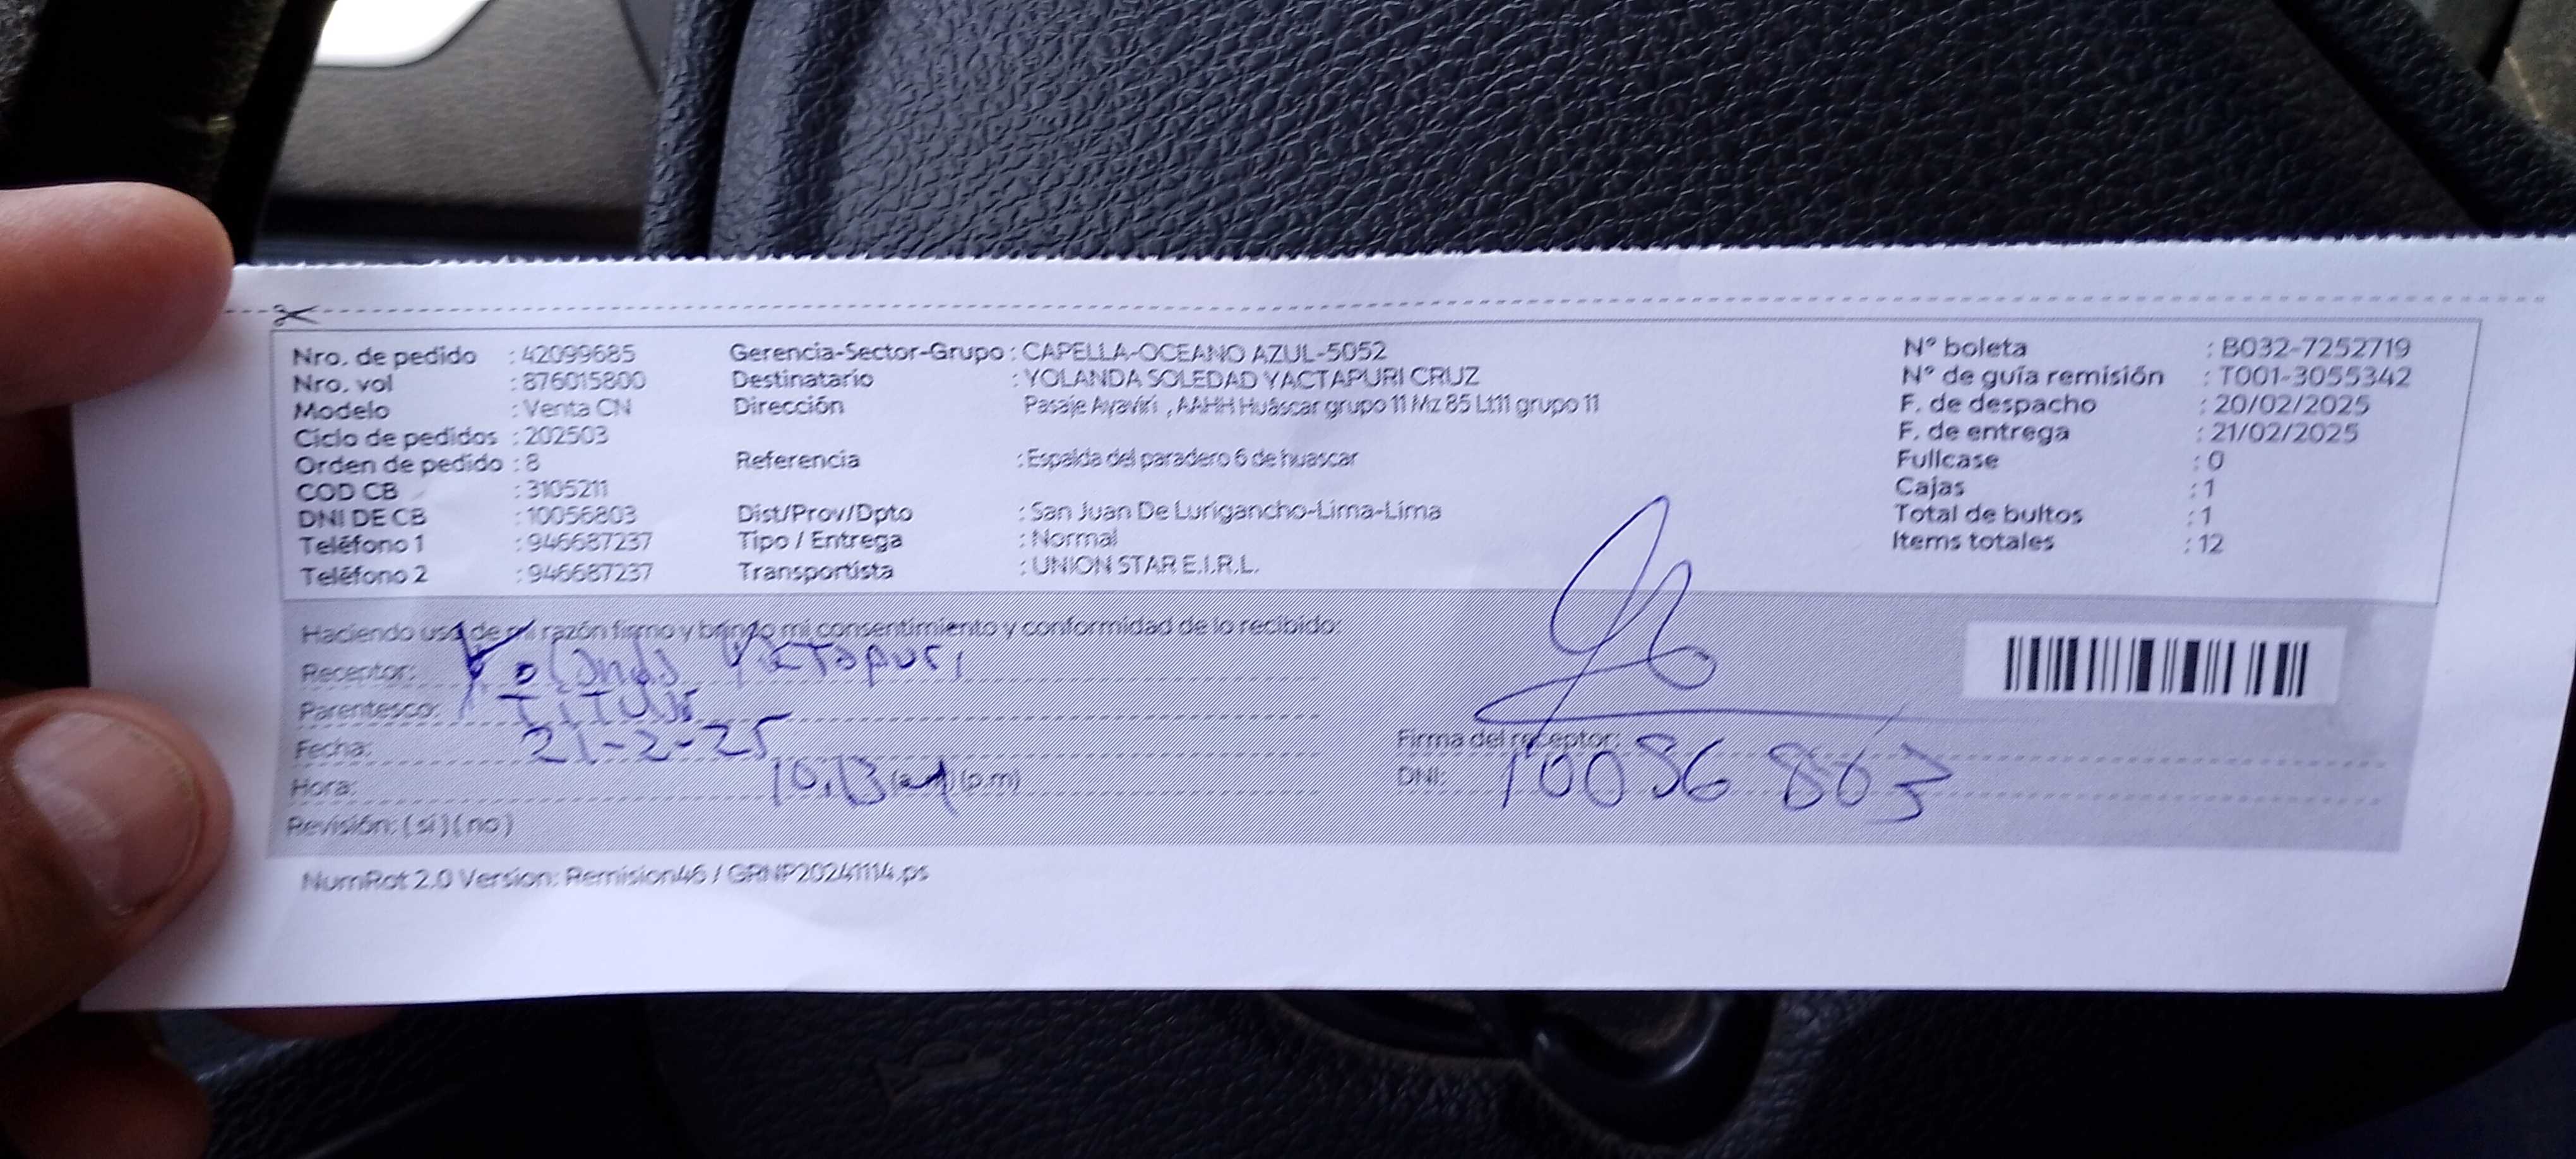 Nro. de pedido : 42099685
Nro. vol : 876015800
Modelo : Venta CN
Ciclo de pedidos : 202503
Orden de pedido : 8
COD CB : 3105211
DNI DE CB : 10056803
Teléfono 1 : 946687237
Teléfono 2 : 946687237
Gerencia-Sector-Grupo : CAPELLA-OCEANO AZUL-5052
Destinatario : YOLANDA SOLEDAD YACTAPURI CRUZ
Dirección Pasaje Ayaviri , AAHH Huáscar grupo 11 Mz 85 Lt11 grupo 11
Referencia : Espalda del paradero 6 de huascar
Dist/Prov/Dpto : San Juan De Lurigancho-Lima-Lima
Tipo / Entrega : Normal
Transportista : UNION STAR E.I.R.L.
N° boleta : B032-7252719
N° de guía remisión : T001-3055342
F. de despacho : 20/02/2025
F. de entrega : 21/02/2025
Fullcase : 0
Cajas : 1
Total de bultos : 1
Items totales : 12
Haciendo uso de mi razón firmo y brindo mi consentimiento y conformidad de lo recibido:
Receptor: Yolanda Yactapuri
Parentesco:
Fecha: 21-2-25
Hora: 10:13 (a.m) (p.m)
Revisión: ( si ) ( no )
Firma del receptor:
DNI: 10056803
NumRot 2.0 Version: Remision46 / GRNP20241114.ps